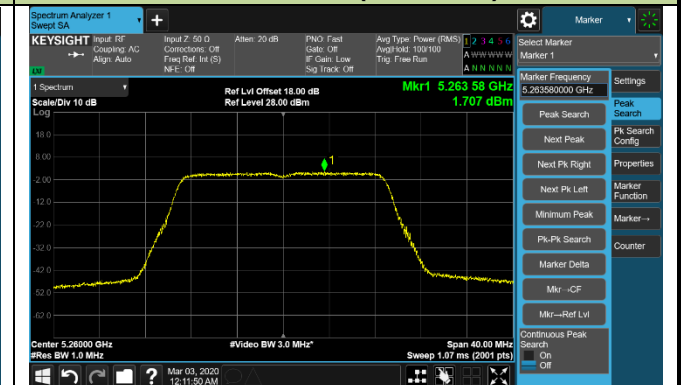 Spectrum Analyzer 1
Swept SA
+
Marker
KEYSIGHT
Input: RF
Coupling: AC
Align: Auto
Input Z: 50 Ω
Corrections: Off
Freq Ref: Int (S)
NFE: Off
Atten: 20 dB
PNO: Fast
Gate: Off
IF Gain: Low
Sig Track: Off
Avg Type: Power (RMS)
Avg|Hold: 100/100
Trig: Free Run
1 2 3 4 5 6
A W W W W W
A N N N N N
LXI
Select Marker
Marker 1
1 Spectrum
Scale/Div 10 dB
Ref Lvl Offset 18.00 dB
Ref Level 28.00 dBm
Mkr1 5.263 58 GHz
1.707 dBm
Log
18.0
8.00
-2.00
-12.0
-22.0
-32.0
-42.0
-52.0
-62.0
1
Center 5.26000 GHz
#Res BW 1.0 MHz
#Video BW 3.0 MHz*
Span 40.00 MHz
Sweep 1.07 ms (2001 pts)
Marker Frequency
5.263580000 GHz
Peak Search
Next Peak
Next Pk Right
Next Pk Left
Minimum Peak
Pk-Pk Search
Marker Delta
Mkr→CF
Mkr→Ref Lvl
Continuous Peak
Search
On
Off
Settings
Peak
Search
Pk Search
Config
Properties
Marker
Function
Marker→
Counter
?
Mar 03, 2020
12:11:50 AM